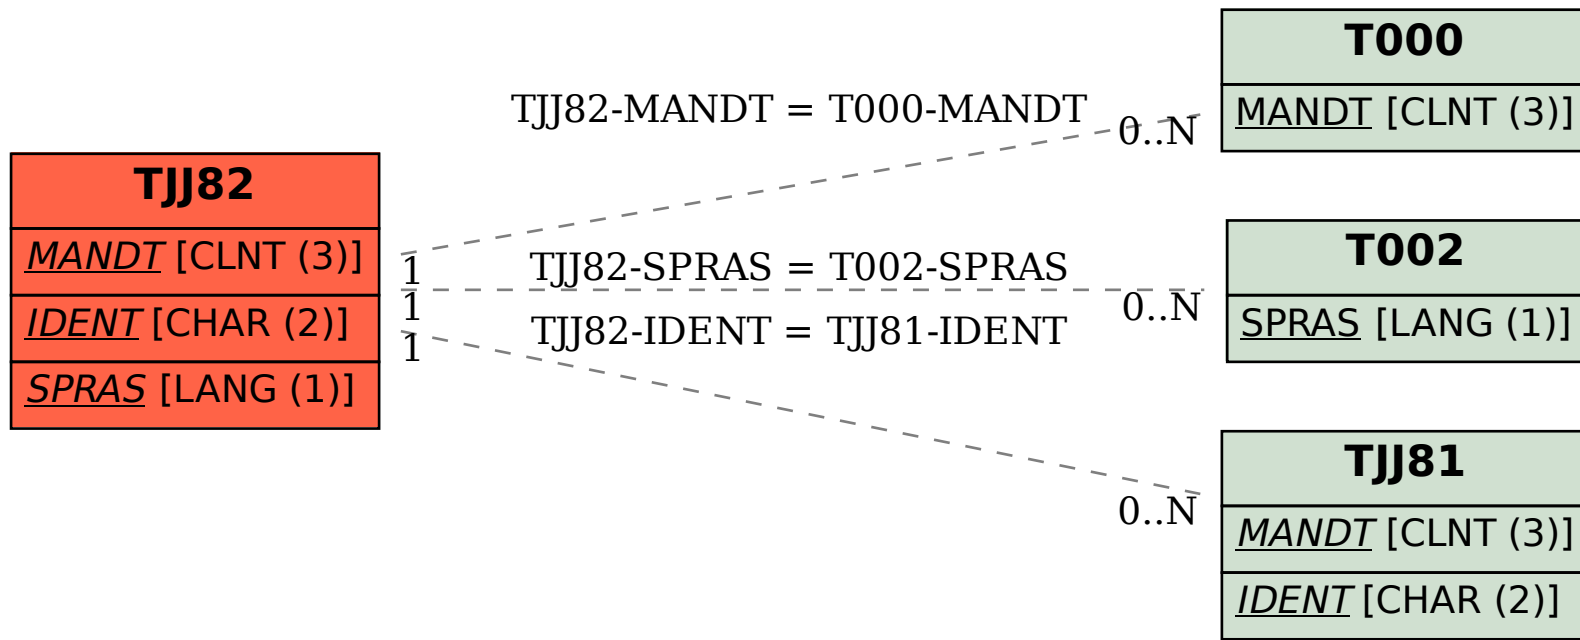 TJJ82
MANDT [CLNT (3)]
IDENT [CHAR (2)]
SPRAS [LANG (1)]
TJJ82-MANDT = T000-MANDT
0..N
1
TJJ82-SPRAS = T002-SPRAS
0..N
1
TJJ82-IDENT = TJJ81-IDENT
1
0..N
T000
MANDT [CLNT (3)]
T002
SPRAS [LANG (1)]
TJJ81
MANDT [CLNT (3)]
IDENT [CHAR (2)]